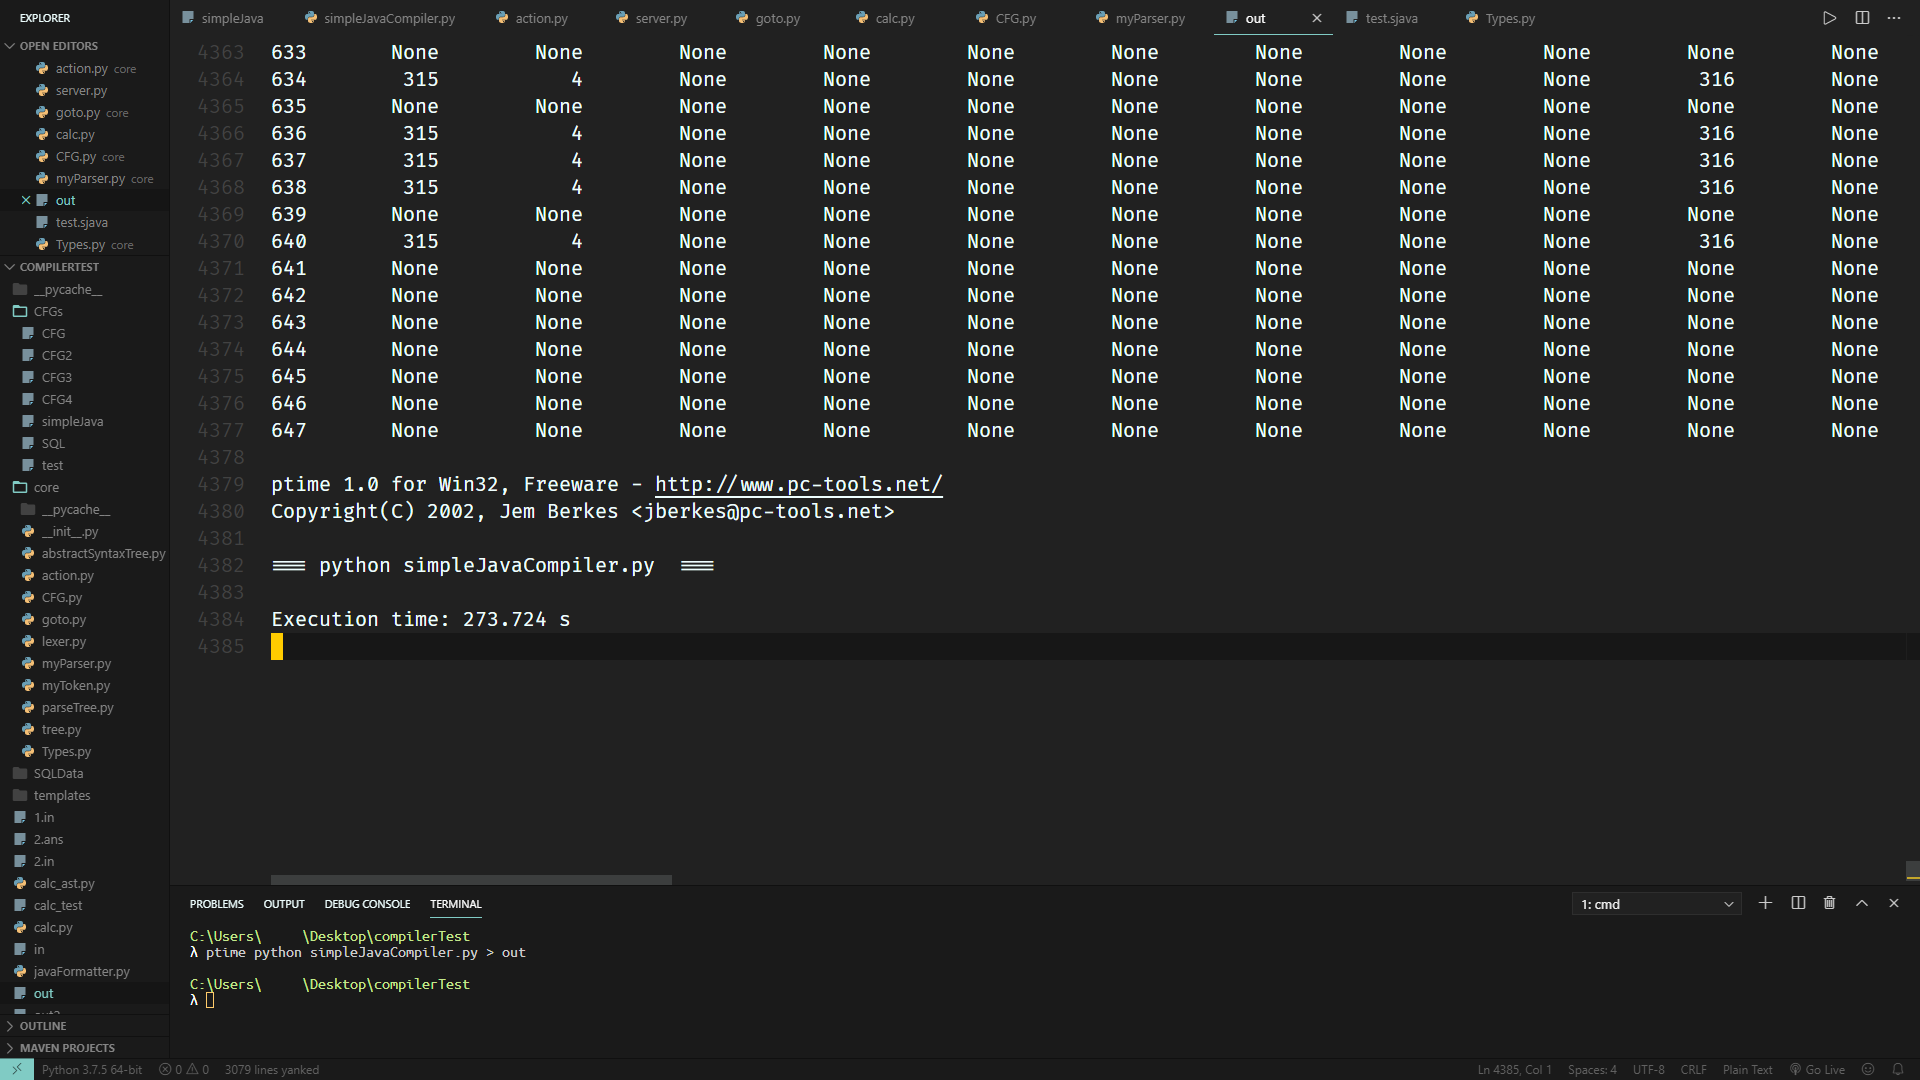 EXPLORER
simpleJava simpleJavaCompiler.py action.py server.py goto.py calc.py CFG.py myParser.py out × test.sjava Types.py
OPEN EDITORS
action.py core
server.py
goto.py core
calc.py
CFG.py core
myParser.py core
× out
test.sjava
Types.py core
COMPILERTEST
__pycache__
CFGs
CFG
CFG2
CFG3
CFG4
simpleJava
SQL
test
core
__pycache__
__init__.py
abstractSyntaxTree.py
action.py
CFG.py
goto.py
lexer.py
myParser.py
myToken.py
parseTree.py
tree.py
Types.py
SQLData
templates
1.in
2.ans
2.in
calc_ast.py
calc_test
calc.py
in
javaFormatter.py
out
OUTLINE
MAVEN PROJECTS
4363 633 None None None None None None None None None None None
4364 634 315 4 None None None None None None None 316 None
4365 635 None None None None None None None None None None None
4366 636 315 4 None None None None None None None 316 None
4367 637 315 4 None None None None None None None 316 None
4368 638 315 4 None None None None None None None 316 None
4369 639 None None None None None None None None None None None
4370 640 315 4 None None None None None None None 316 None
4371 641 None None None None None None None None None None None
4372 642 None None None None None None None None None None None
4373 643 None None None None None None None None None None None
4374 644 None None None None None None None None None None None
4375 645 None None None None None None None None None None None
4376 646 None None None None None None None None None None None
4377 647 None None None None None None None None None None None
4378
4379 ptime 1.0 for Win32, Freeware - http://www.pc-tools.net/
4380 Copyright(C) 2002, Jem Berkes <jberkes@pc-tools.net>
4381
4382 === python simpleJavaCompiler.py ===
4383
4384 Execution time: 273.724 s
4385
PROBLEMS OUTPUT DEBUG CONSOLE TERMINAL 1: cmd
C:\Users\ \Desktop\compilerTest
λ ptime python simpleJavaCompiler.py > out
C:\Users\ \Desktop\compilerTest
λ
Python 3.7.5 64-bit 0 0 3079 lines yanked Ln 4385, Col 1 Spaces: 4 UTF-8 CRLF Plain Text Go Live